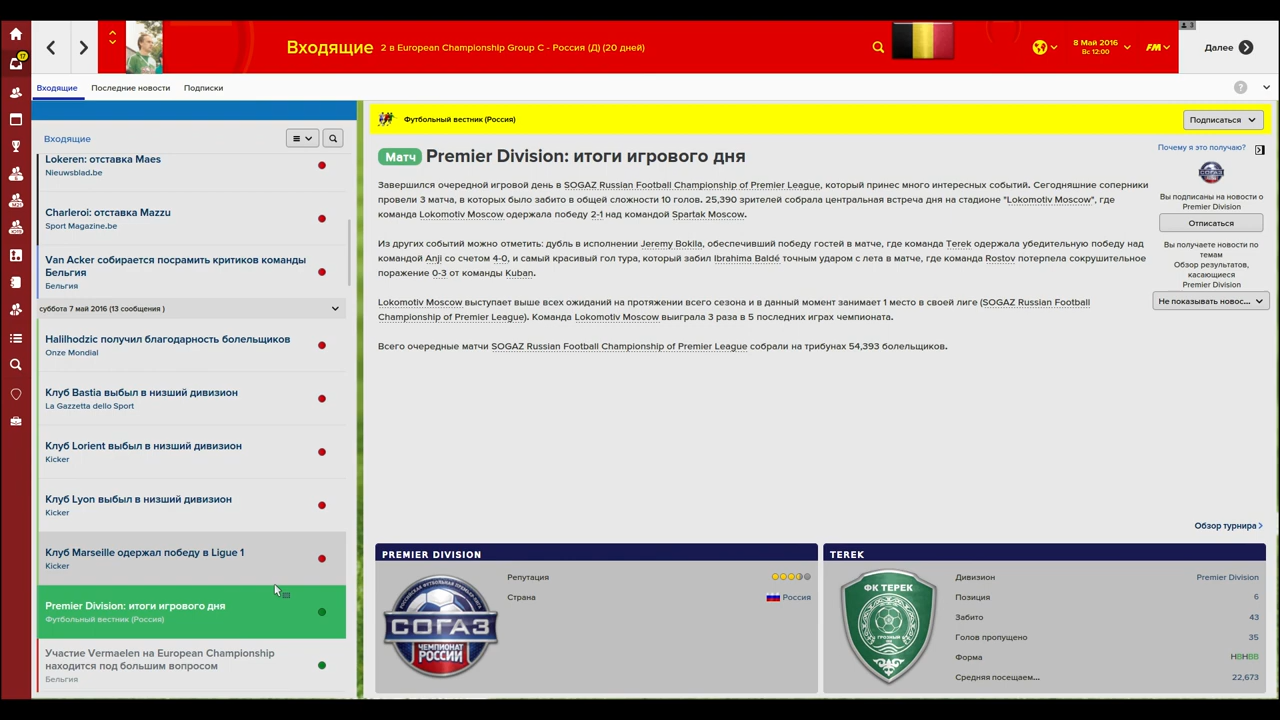 Входящие
2 в European Championship Group C - Россия (Д) (20 дней)
3
8 Май 2016
Вс 12:00
FM
Далее
17
Входящие
Последние новости
Подписки
?
Входящие
Lokeren: отставка Maes
Nieuwsblad.be
Charleroi: отставка Mazzu
Sport Magazine.be
Van Acker собирается посрамить критиков команды
Бельгия
Бельгия
суббота 7 май 2016 (13 сообщения )
Halilhodzic получил благодарность болельщиков
Onze Mondial
Клуб Bastia выбыл в низший дивизион
La Gazzetta dello Sport
Клуб Lorient выбыл в низший дивизион
Kicker
Клуб Lyon выбыл в низший дивизион
Kicker
Клуб Marseille одержал победу в Ligue 1
Kicker
Premier Division: итоги игрового дня
Футбольный вестник (Россия)
Участие Vermaelen на European Championship
находится под большим вопросом
Бельгия
Футбольный вестник (Россия)
Подписаться
Матч Premier Division: итоги игрового дня
Завершился очередной игровой день в SOGAZ Russian Football Championship of Premier League, который принес много интересных событий. Сегодняшние соперники
провели 3 матча, в которых было забито в общей сложности 10 голов. 25,390 зрителей собрала центральная встреча дня на стадионе "Lokomotiv Moscow", где
команда Lokomotiv Moscow одержала победу 2-1 над командой Spartak Moscow.
Из других событий можно отметить: дубль в исполнении Jeremy Bokila, обеспечивший победу гостей в матче, где команда Терек одержала убедительную победу над
командой Anji со счетом 4-0, и самый красивый гол тура, который забил Ibrahima Baldé точным ударом с лета в матче, где команда Rostov потерпела сокрушительное
поражение 0-3 от команды Kuban.
Lokomotiv Moscow выступает выше всех ожиданий на протяжении всего сезона и в данный момент занимает 1 место в своей лиге (SOGAZ Russian Football
Championship of Premier League). Команда Lokomotiv Moscow выиграла 3 раза в 5 последних играх чемпионата.
Всего очередные матчи SOGAZ Russian Football Championship of Premier League собрали на трибунах 54,393 болельщиков.
Почему я это получаю?
Вы подписаны на новости о
Premier Division
Отписаться
Вы получаете новости по
темам
Обзор результатов,
касающиеся
Premier Division
Не показывать новос...
Обзор турнира
PREMIER DIVISION
РОССИЙСКАЯ ФУТБОЛЬНАЯ ПРЕМЬЕР-ЛИГА
СОГАЗ
ЧЕМПИОНАТ
РОССИИ
Репутация
Страна
Россия
TEREK
ФК ТЕРЕК
ГРОЗНЫЙ
Дивизион
Premier Division
Позиция
6
Забито
43
Голов пропущено
35
Форма
НВНВВ
Средняя посещаем...
22,673